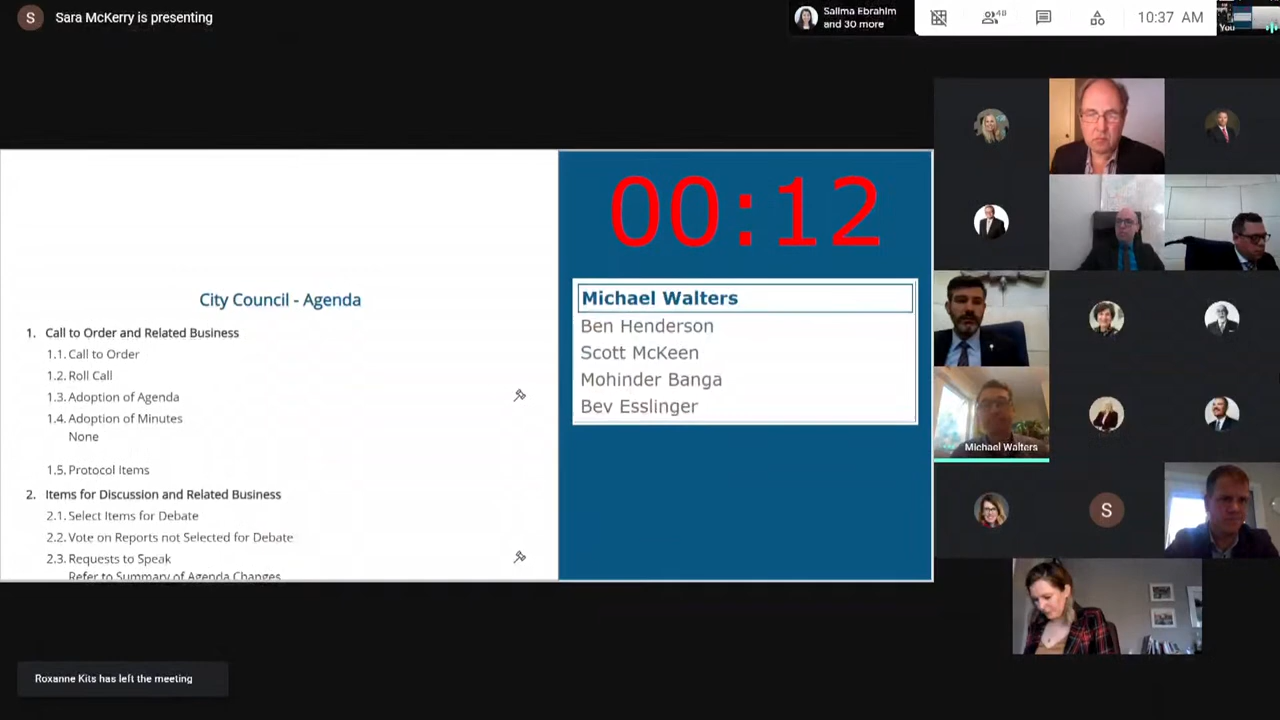 S
Sara McKerry is presenting
Salima Ebrahim
and 30 more
48
10:37 AM
You
00:12
City Council - Agenda
1. Call to Order and Related Business
1.1. Call to Order
1.2. Roll Call
1.3. Adoption of Agenda
1.4. Adoption of Minutes
None
1.5. Protocol Items
2. Items for Discussion and Related Business
2.1. Select Items for Debate
2.2. Vote on Reports not Selected for Debate
2.3. Requests to Speak
Refer to Summary of Agenda Changes
Michael Walters
Ben Henderson
Scott McKeen
Mohinder Banga
Bev Esslinger
Michael Walters
S
Roxanne Kits has left the meeting